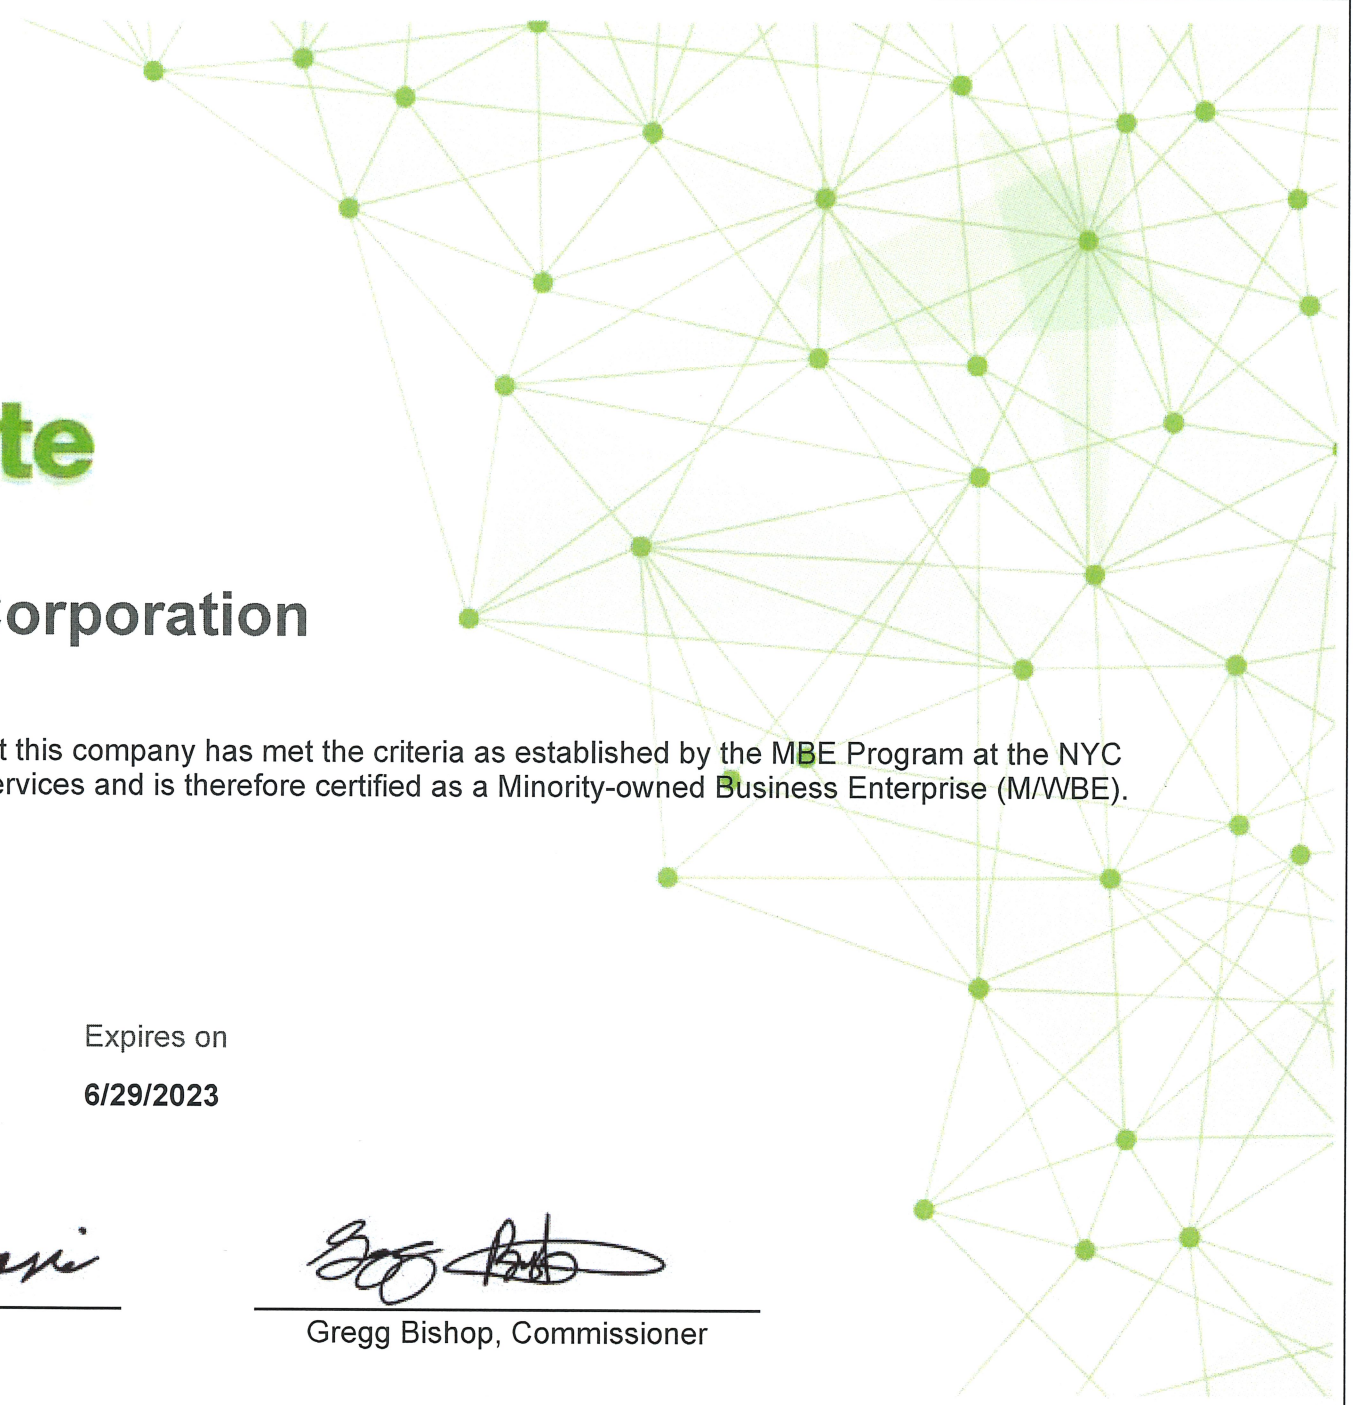 te
orporation
t this company has met the criteria as established by the MBE Program at the NYC
ervices and is therefore certified as a Minority-owned Business Enterprise (M/WBE).
Expires on
6/29/2023
Gregg Bishop, Commissioner